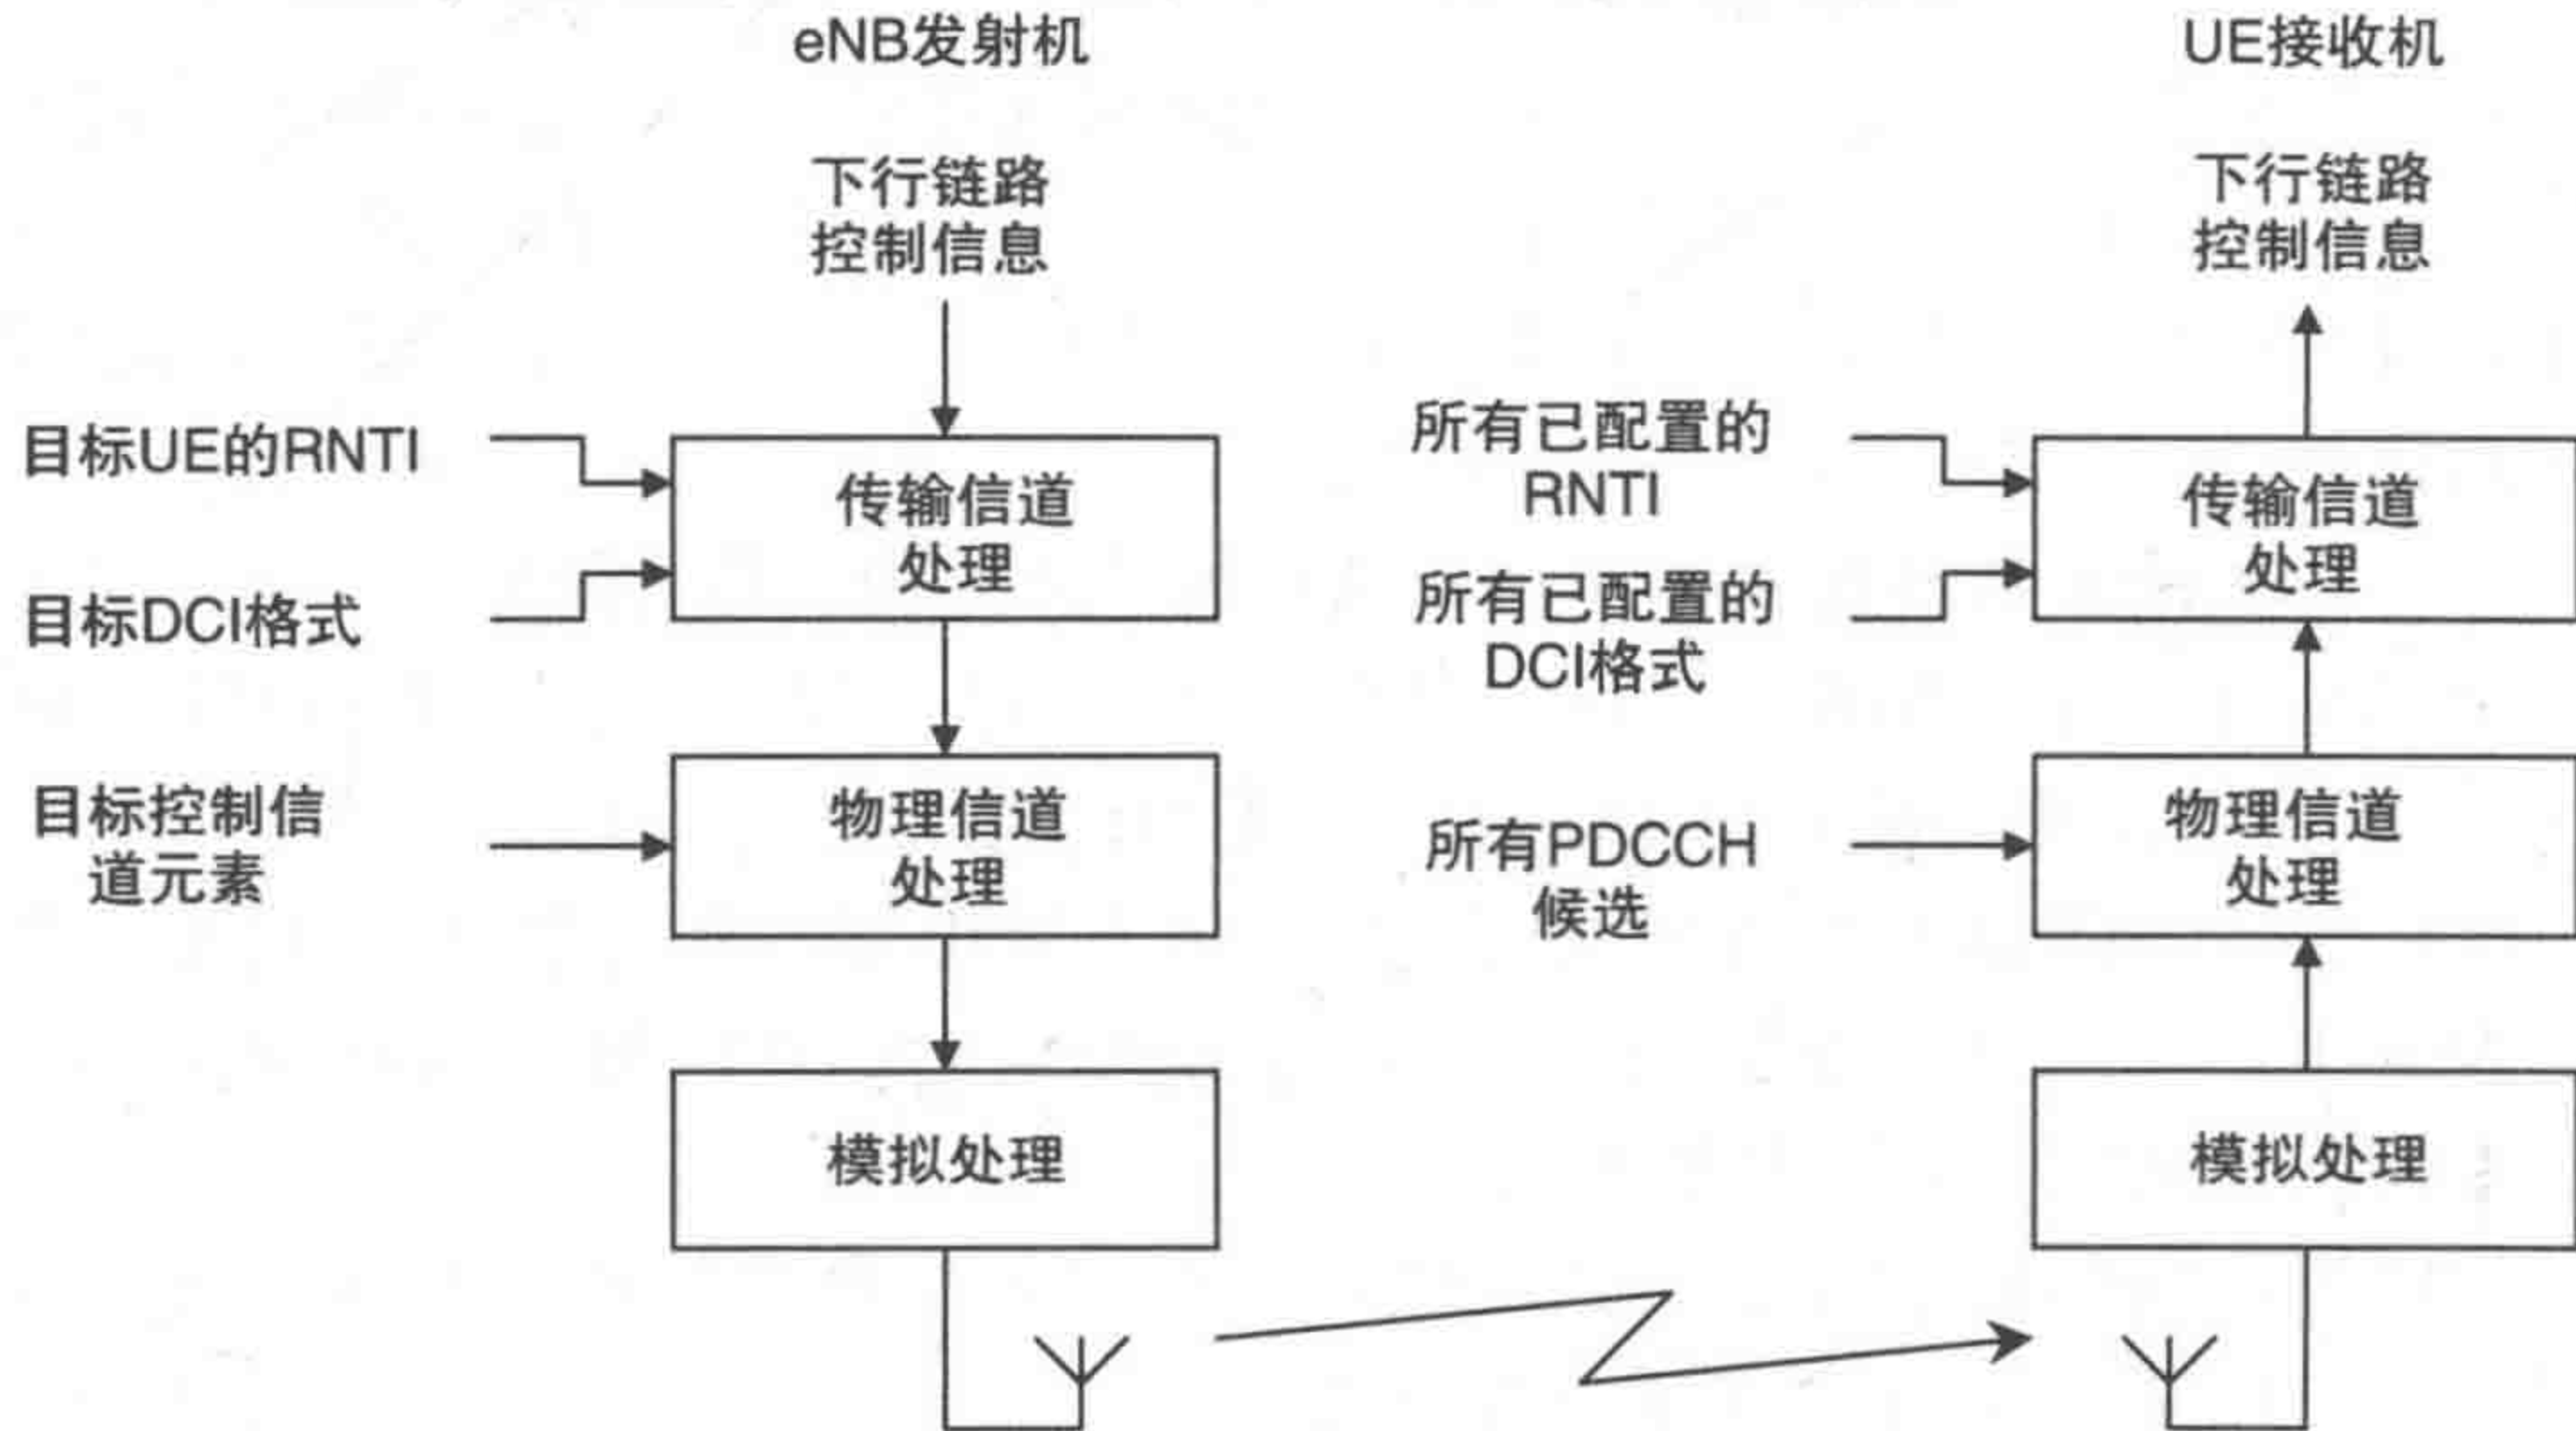 eNB发射机
下行链路
控制信息
目标UE的RNTI
传输信道
处理
目标DCI格式
目标控制信
道元素
物理信道
处理
模拟处理
UE接收机
下行链路
控制信息
所有已配置的
RNTI
传输信道
处理
所有已配置的
DCI格式
所有PDCCH
候选
物理信道
处理
模拟处理